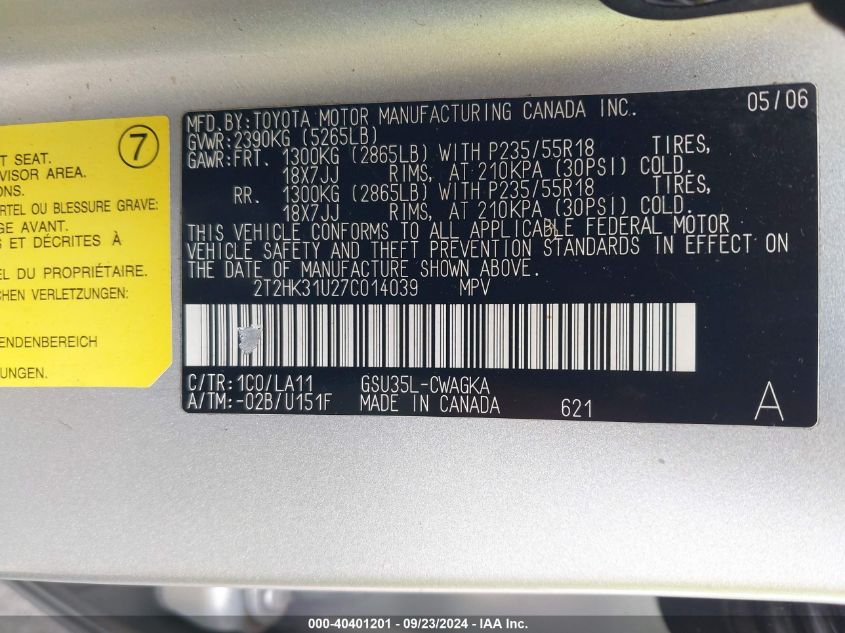 7
T SEAT.
VISOR AREA.
ONS.
RTEL OU BLESSURE GRAVE:
GE AVANT.
S ET DÉCRITES À
EL DU PROPRIÉTAIRE.
CHEN VERLETZUNGEN:
ENDENBEREICH
UNGEN.
MFD. BY: TOYOTA MOTOR MANUFACTURING CANADA INC. 05/06
GVWR: 2390KG (5265LB)
GAWR: FRT. 1300KG (2865LB) WITH P235/55R18 TIRES,
18X7JJ RIMS, AT 210KPA (30PSI) COLD.
RR. 1300KG (2865LB) WITH P235/55R18 TIRES,
18X7JJ RIMS, AT 210KPA (30PSI) COLD.
THIS VEHICLE CONFORMS TO ALL APPLICABLE FEDERAL MOTOR
VEHICLE SAFETY AND THEFT PREVENTION STANDARDS IN EFFECT ON
THE DATE OF MANUFACTURE SHOWN ABOVE.
2T2HK31U27C014039 MPV
C/TR: 1C0/LA11 GSU35L-CWAGKA
A/TM: -02B/U151F MADE IN CANADA 621 A
000-40401201 - 09/23/2024 - IAA Inc.